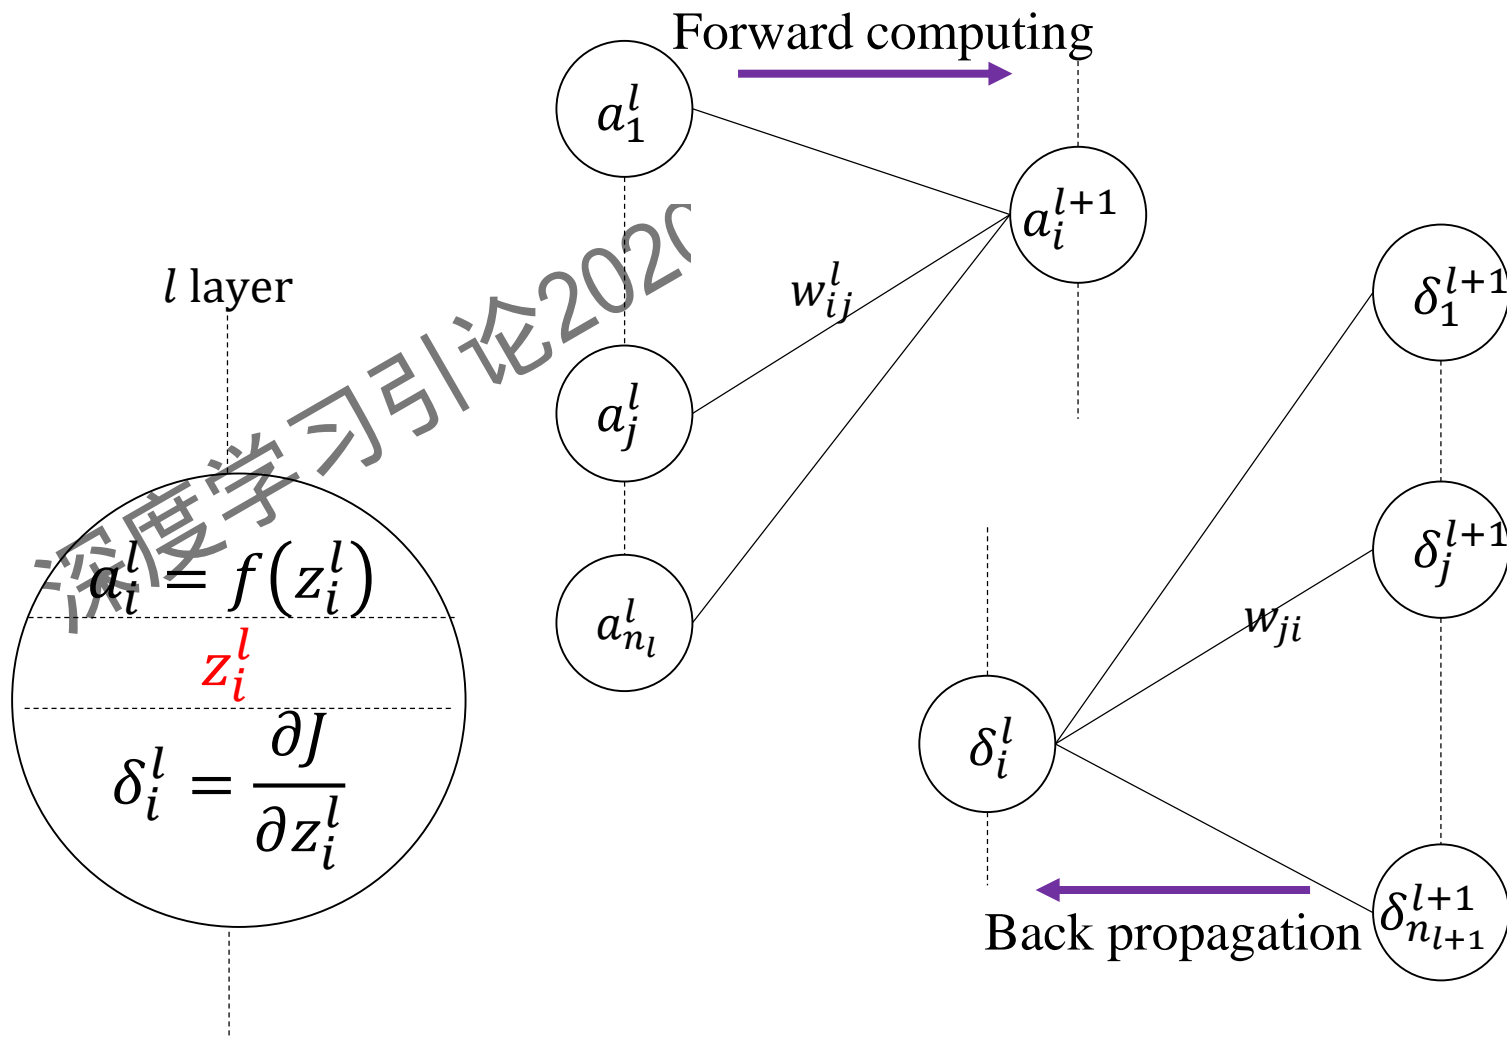 Forward computing
a_1^l
a_i^{l+1}
w_{ij}^l
a_j^l
a_{n_l}^l
l layer
a_i^l = f(z_i^l)
z_i^l
δ_i^l = ∂J/∂z_i^l
δ_1^{l+1}
δ_j^{l+1}
w_{ji}
δ_i^l
δ_{n_{l+1}}^{l+1}
Back propagation
深度学习引论2020